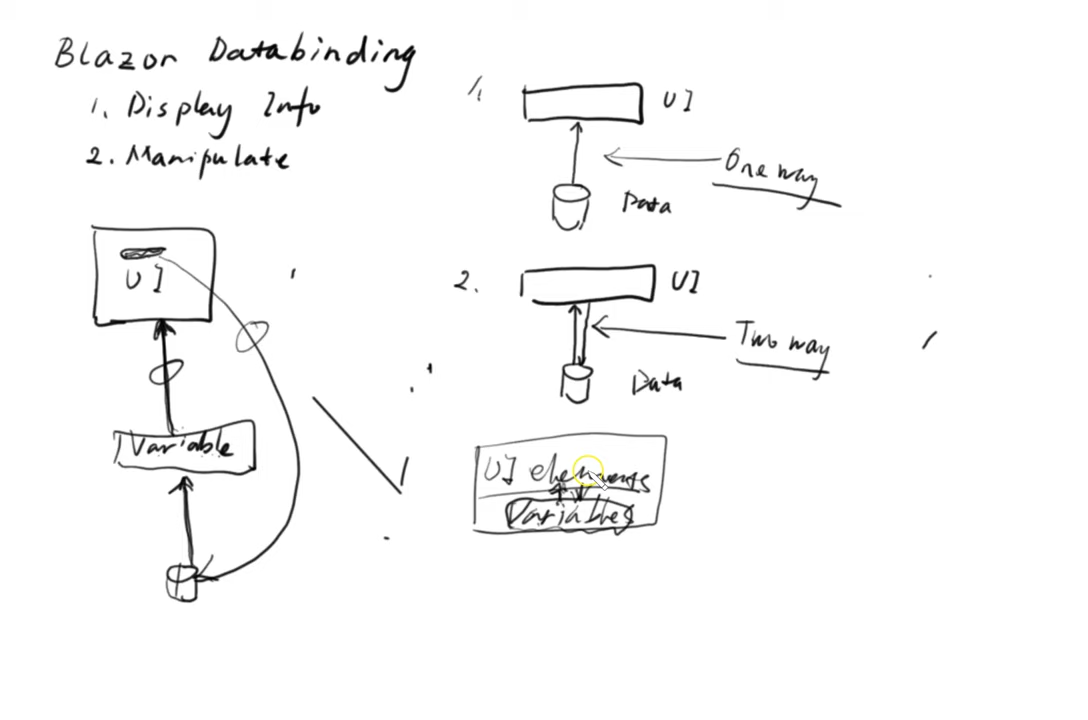 Blazor Databinding
1. Display Info
2. Manipulate
UI
Variable
1.
UI
One way
Data
2.
UI
Two way
Data
UI elements
Variables